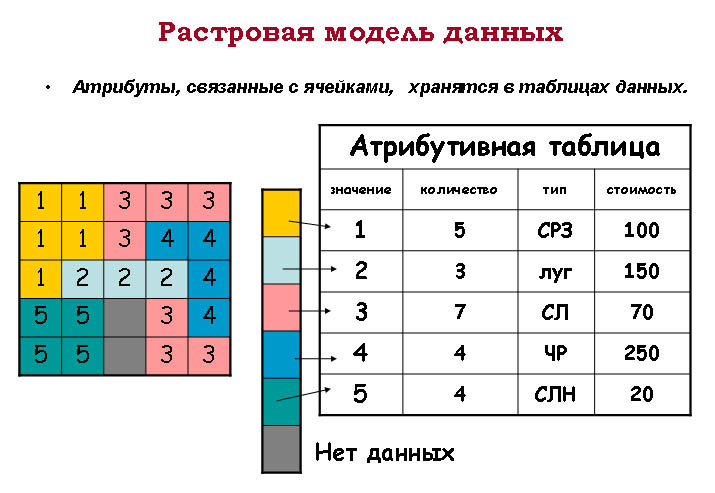 Растровая модель данных
• Атрибуты, связанные с ячейками, хранятся в таблицах данных.
1 1 3 3 3
1 1 3 4 4
1 2 2 2 4
5 5 3 4
5 5 3 3
Атрибутивная таблица
значение количество тип стоимость
1 5 СРЗ 100
2 3 луг 150
3 7 СЛ 70
4 4 ЧР 250
5 4 СЛН 20
Нет данных